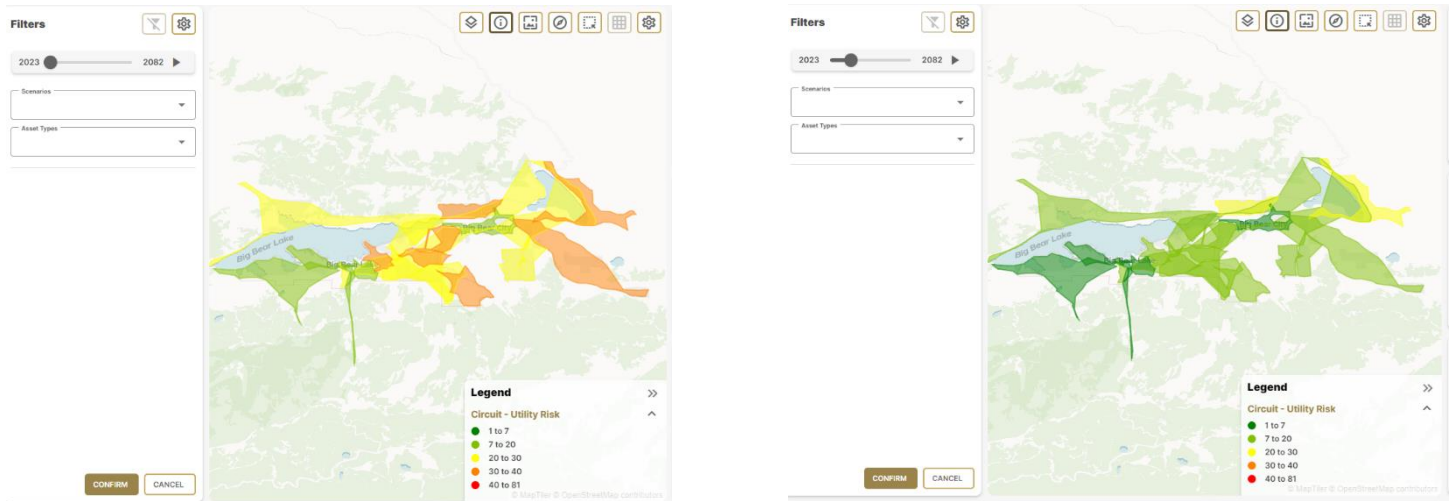 Filters
2023
2082
Scenarios
Asset Types
CONFIRM
CANCEL
Big Bear Lake
Legend
Circuit - Utility Risk
1 to 7
7 to 20
20 to 30
30 to 40
40 to 81
© MapTiler © OpenStreetMap contributors
Filters
2023
2082
Scenarios
Asset Types
CONFIRM
CANCEL
Big Bear Lake
Legend
Circuit - Utility Risk
1 to 7
7 to 20
20 to 30
30 to 40
40 to 81
© MapTiler © OpenStreetMap contributors